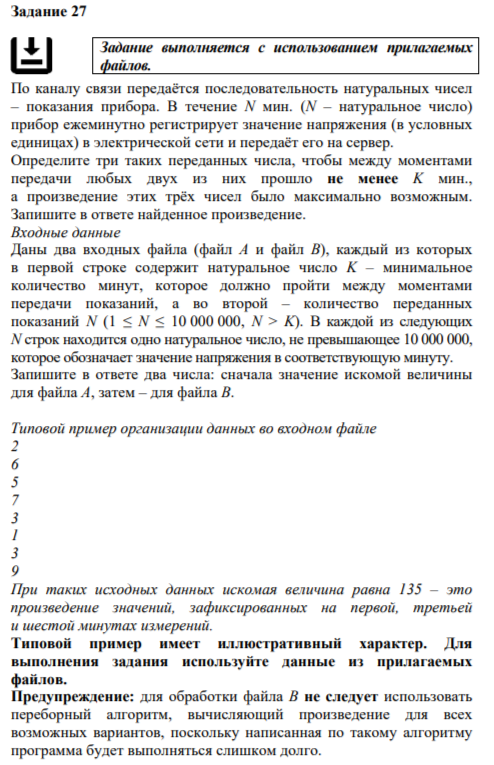 Задание 27
Задание выполняется с использованием прилагаемых
файлов.
По каналу связи передаётся последовательность натуральных чисел
– показания прибора. В течение N мин. (N – натуральное число)
прибор ежеминутно регистрирует значение напряжения (в условных
единицах) в электрической сети и передаёт его на сервер.
Определите три таких переданных числа, чтобы между моментами
передачи любых двух из них прошло не менее K мин.,
а произведение этих трёх чисел было максимально возможным.
Запишите в ответе найденное произведение.
Входные данные
Даны два входных файла (файл A и файл B), каждый из которых
в первой строке содержит натуральное число K – минимальное
количество минут, которое должно пройти между моментами
передачи показаний, а во второй – количество переданных
показаний N (1 ≤ N ≤ 10 000 000, N > K). В каждой из следующих
N строк находится одно натуральное число, не превышающее 10 000 000,
которое обозначает значение напряжения в соответствующую минуту.
Запишите в ответе два числа: сначала значение искомой величины
для файла A, затем – для файла B.
Типовой пример организации данных во входном файле
2
6
5
7
3
1
3
9
При таких исходных данных искомая величина равна 135 – это
произведение значений, зафиксированных на первой, третьей
и шестой минутах измерений.
Типовой пример имеет иллюстративный характер. Для
выполнения задания используйте данные из прилагаемых
файлов.
Предупреждение: для обработки файла B не следует использовать
переборный алгоритм, вычисляющий произведение для всех
возможных вариантов, поскольку написанная по такому алгоритму
программа будет выполняться слишком долго.